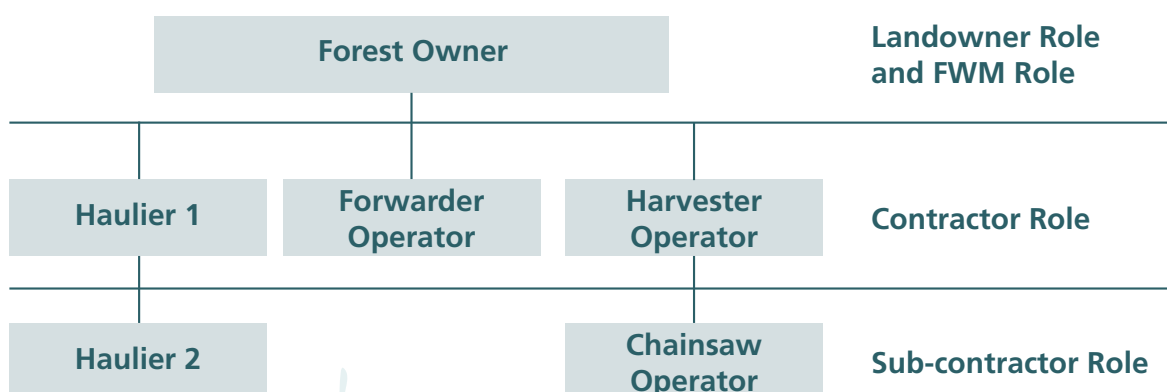 Forest Owner
Landowner Role
and FWM Role
Haulier 1
Forwarder
Operator
Harvester
Operator
Contractor Role
Haulier 2
Chainsaw
Operator
Sub-contractor Role